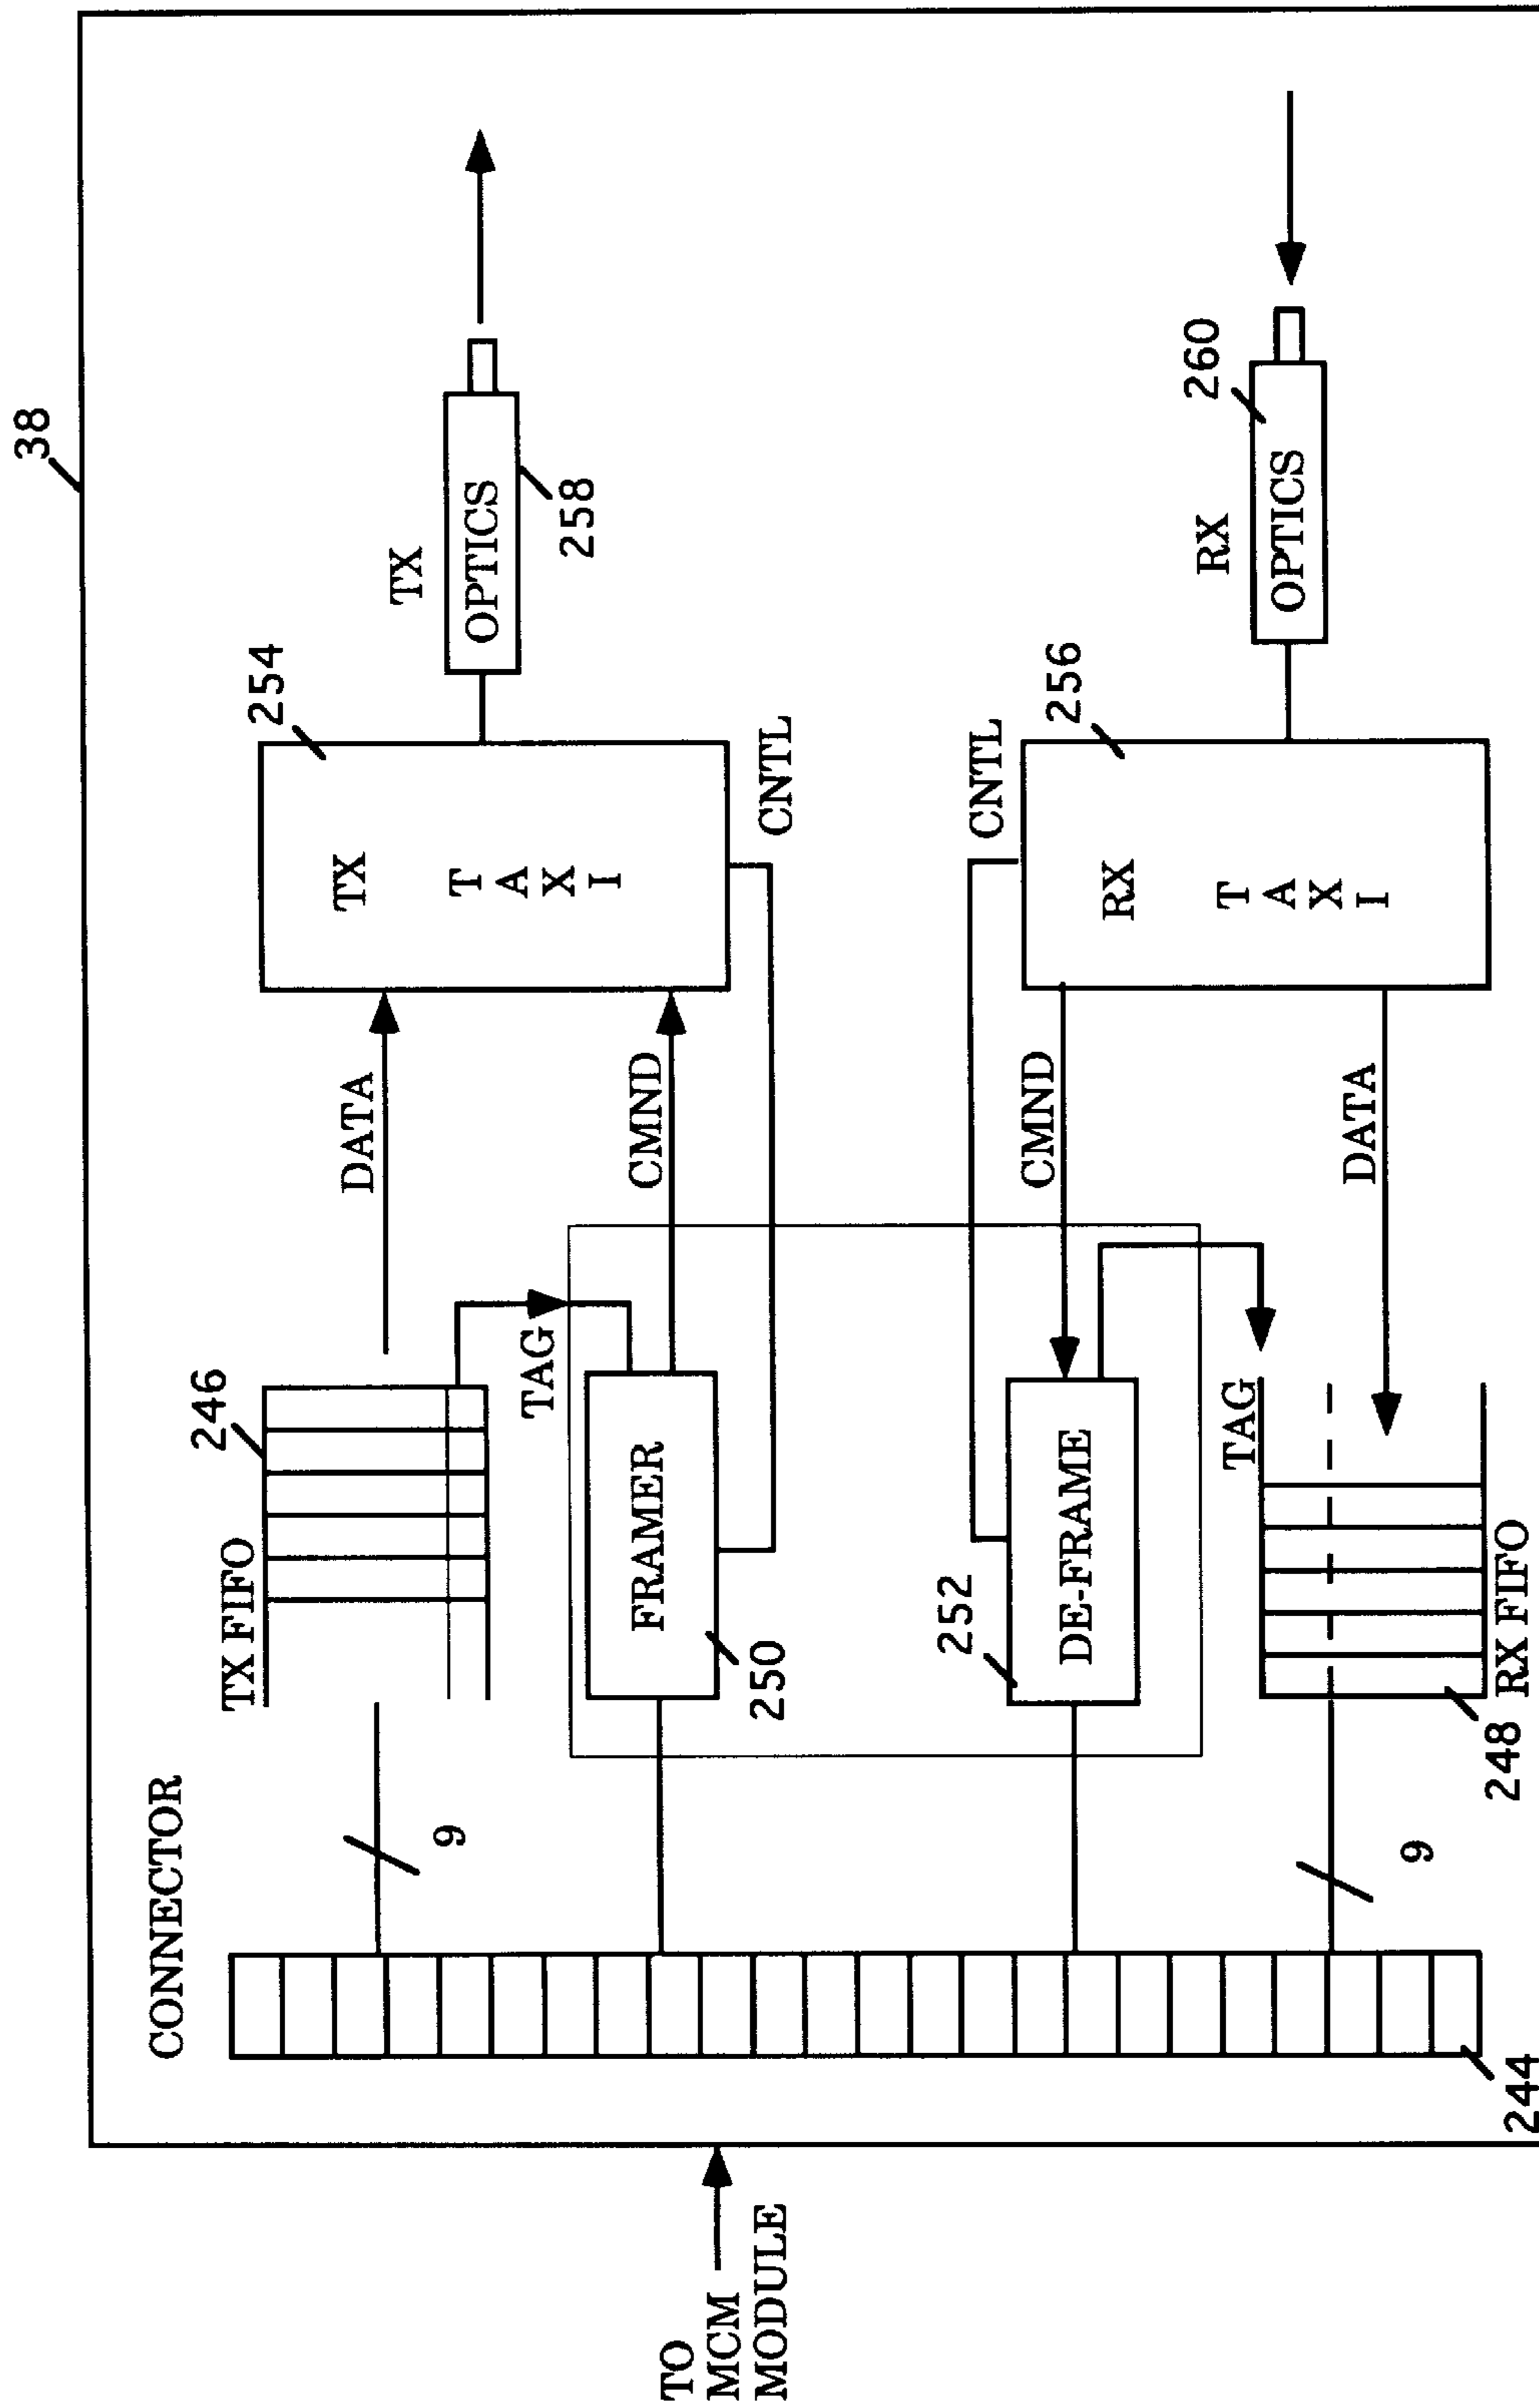 38
CONNECTOR
TX FIFO
246
DATA
254
TX
T
A
X
I
TX
OPTICS
258
9
TAG
CMND
CNTL
FRAMER
250
TO
MCM
MODULE
252
DE-FRAME
CMND
CNTL
256
RX
T
A
X
I
RX
OPTICS
260
TAG
DATA
9
248
RX FIFO
244